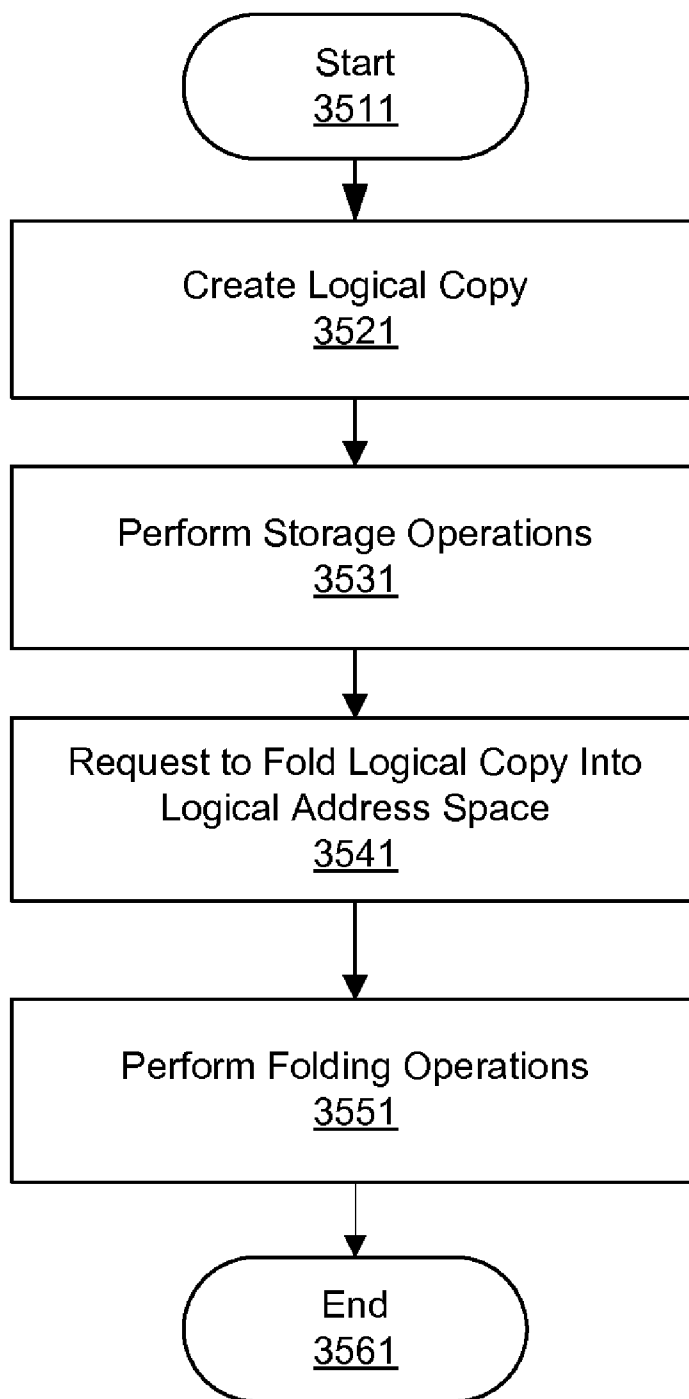 Start
3511
Create Logical Copy
3521
Perform Storage Operations
3531
Request to Fold Logical Copy Into
Logical Address Space
3541
Perform Folding Operations
3551
End
3561